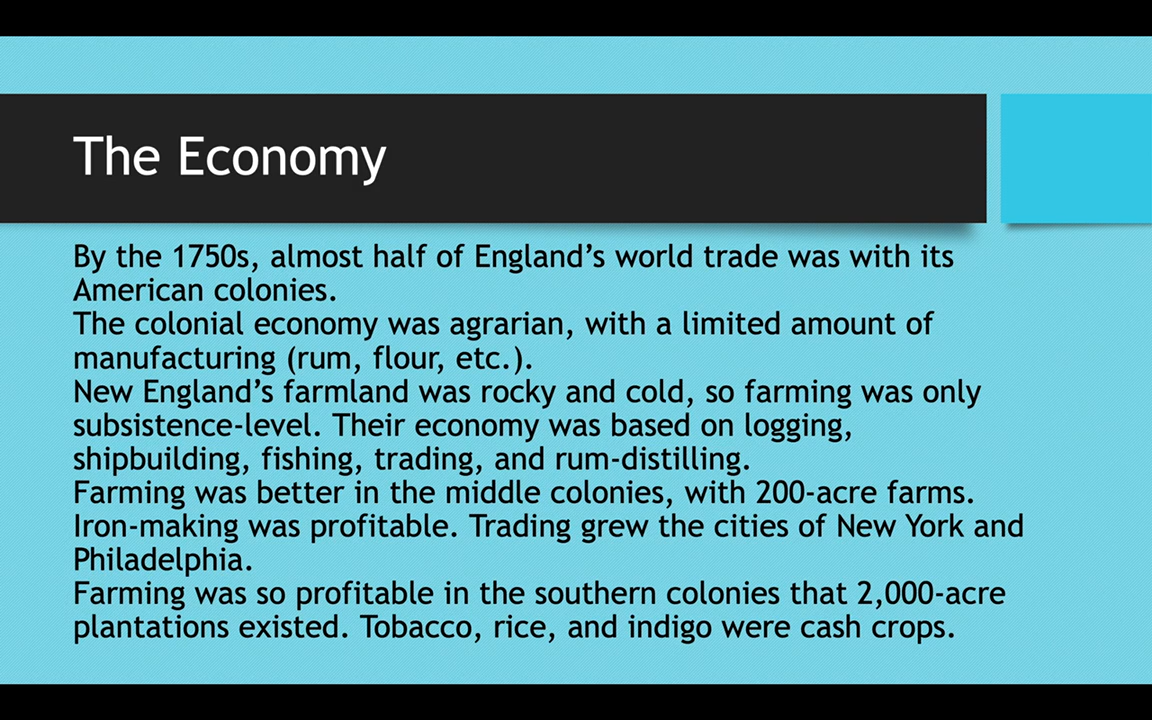 The Economy
By the 1750s, almost half of England’s world trade was with its
American colonies.
The colonial economy was agrarian, with a limited amount of
manufacturing (rum, flour, etc.).
New England’s farmland was rocky and cold, so farming was only
subsistence-level. Their economy was based on logging,
shipbuilding, fishing, trading, and rum-distilling.
Farming was better in the middle colonies, with 200-acre farms.
Iron-making was profitable. Trading grew the cities of New York and
Philadelphia.
Farming was so profitable in the southern colonies that 2,000-acre
plantations existed. Tobacco, rice, and indigo were cash crops.